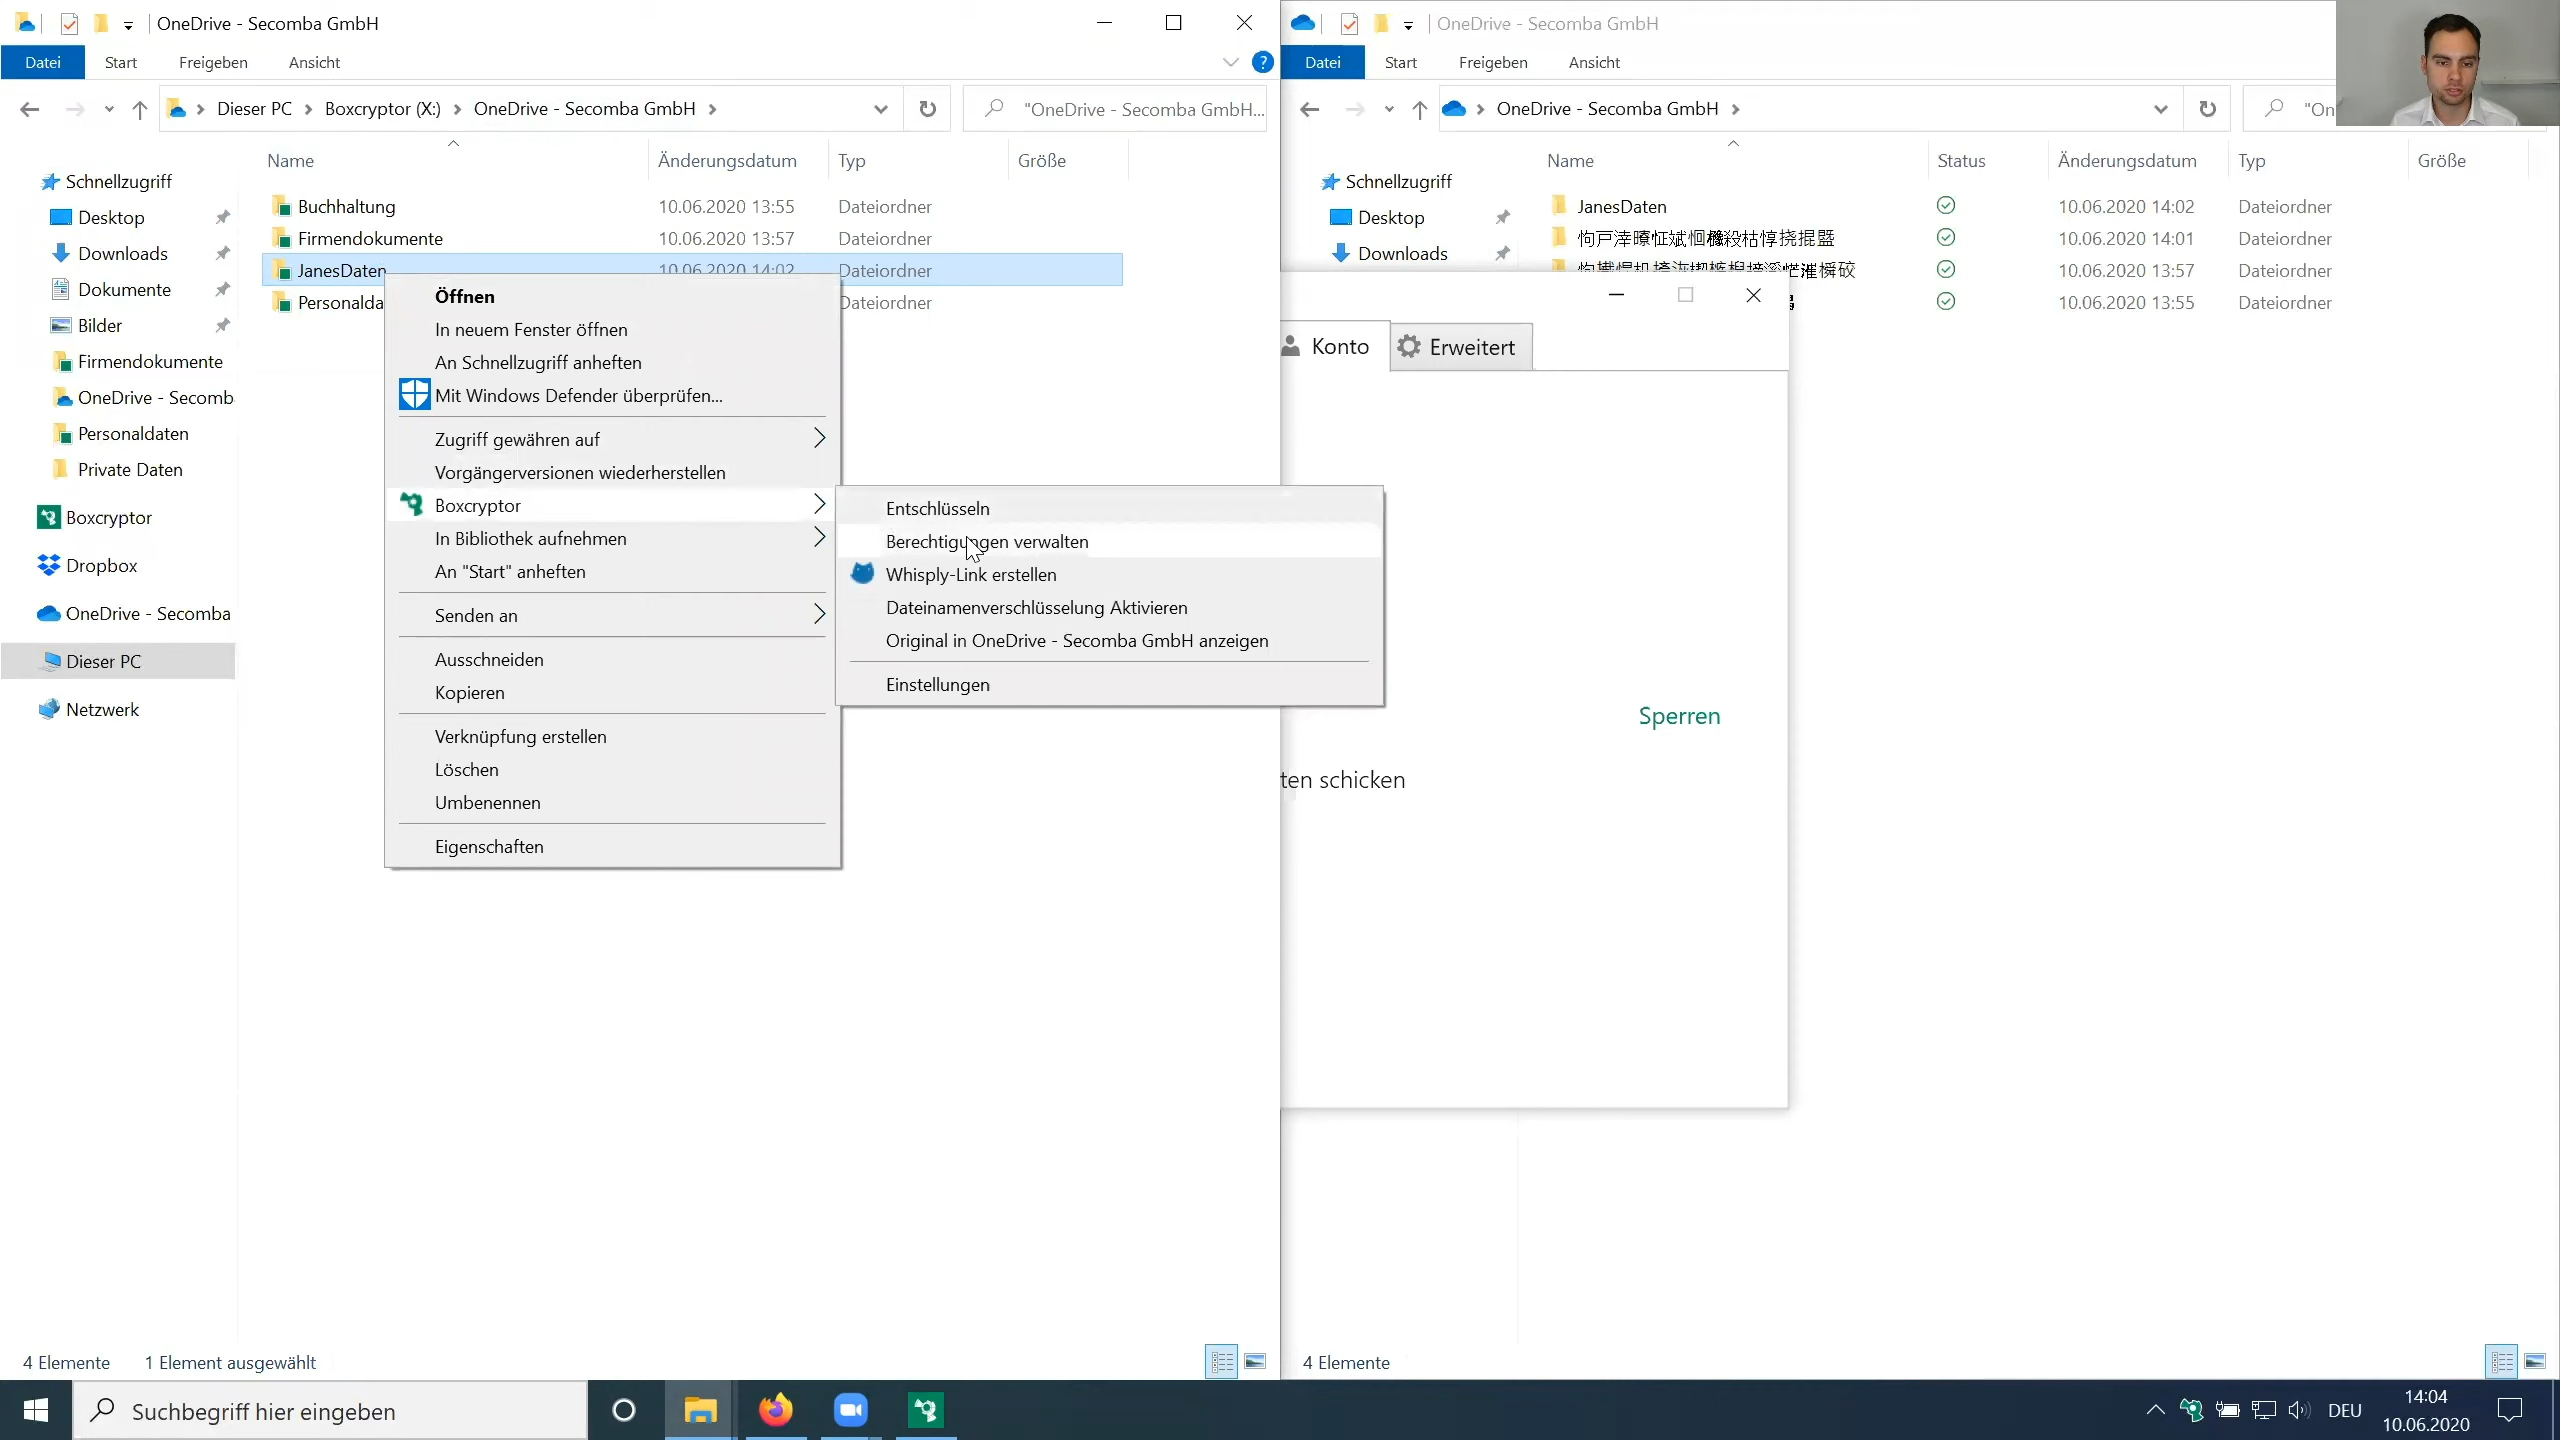 OneDrive - Secomba GmbH
Datei Start Freigeben Ansicht
Dieser PC Boxcryptor (X:) OneDrive - Secomba GmbH
"OneDrive - Secomba GmbH...
Name Änderungsdatum Typ Größe
Schnellzugriff
Desktop
Downloads
Dokumente
Bilder
Firmendokumente
OneDrive - Secomb
Personaldaten
Private Daten
Boxcryptor
Dropbox
OneDrive - Secomba
Dieser PC
Netzwerk
Buchhaltung 10.06.2020 13:55 Dateiordner
Firmendokumente 10.06.2020 13:57 Dateiordner
JanesDaten 10.06.2020 14:02 Dateiordner
Personalda Dateiordner
Öffnen
In neuem Fenster öffnen
An Schnellzugriff anheften
Mit Windows Defender überprüfen...
Zugriff gewähren auf
Vorgängerversionen wiederherstellen
Boxcryptor
In Bibliothek aufnehmen
An "Start" anheften
Senden an
Ausschneiden
Kopieren
Verknüpfung erstellen
Löschen
Umbenennen
Eigenschaften
Entschlüsseln
Berechtigungen verwalten
Whisply-Link erstellen
Dateinamenverschlüsselung Aktivieren
Original in OneDrive - Secomba GmbH anzeigen
Einstellungen
4 Elemente 1 Element ausgewählt
OneDrive - Secomba GmbH
Datei Start Freigeben Ansicht
OneDrive - Secomba GmbH
"On
Name Status Änderungsdatum Typ Größe
Schnellzugriff
Desktop
Downloads
JanesDaten 10.06.2020 14:02 Dateiordner
10.06.2020 14:01 Dateiordner
10.06.2020 13:57 Dateiordner
10.06.2020 13:55 Dateiordner
Konto Erweitert
Sperren
ten schicken
4 Elemente
Suchbegriff hier eingeben
DEU
14:04
10.06.2020